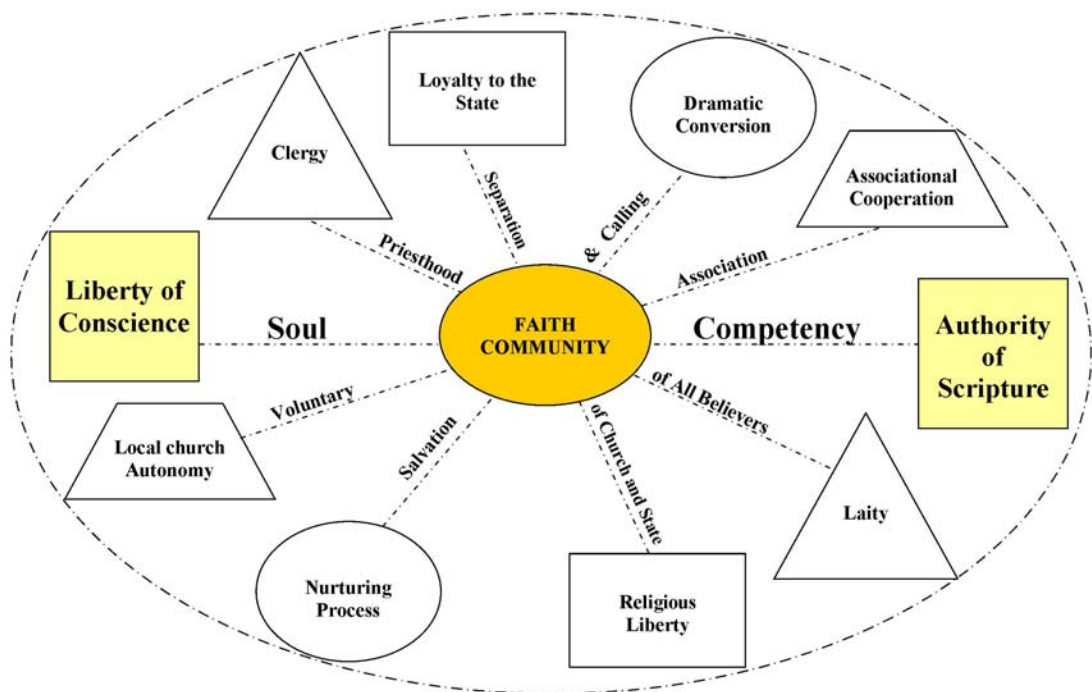 Loyalty to the
State
Dramatic
Conversion
Clergy
Associational
Cooperation
Separation
& Calling
Priesthood
Association
Liberty of
Conscience
Soul
FAITH
COMMUNITY
Competency
Authority
of
Scripture
Voluntary
of All Believers
Local church
Autonomy
Salvation
of Church and State
Laity
Nurturing
Process
Religious
Liberty